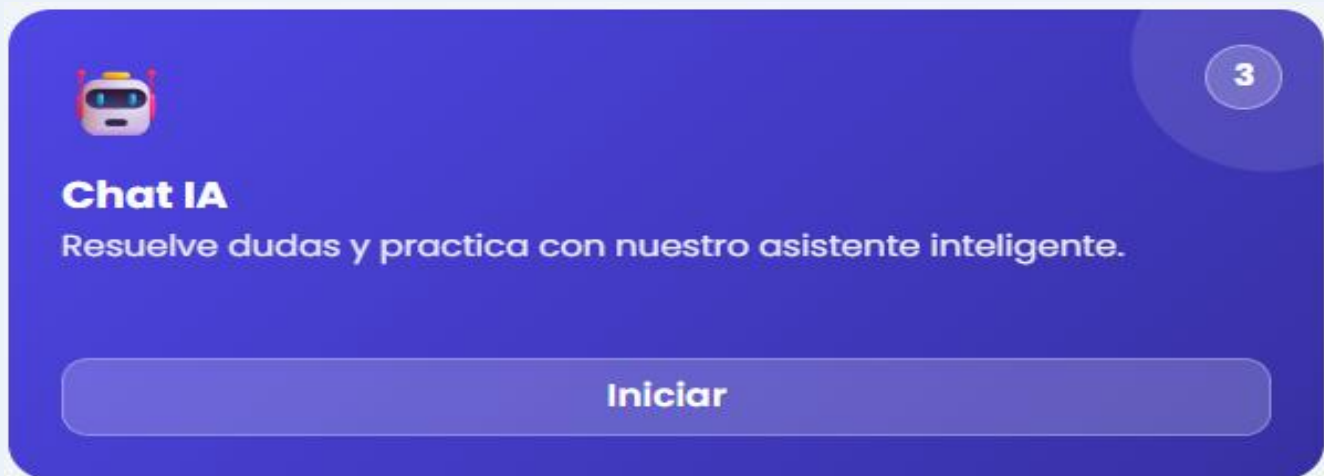 3
Chat IA
Resuelve dudas y practica con nuestro asistente inteligente.
Iniciar